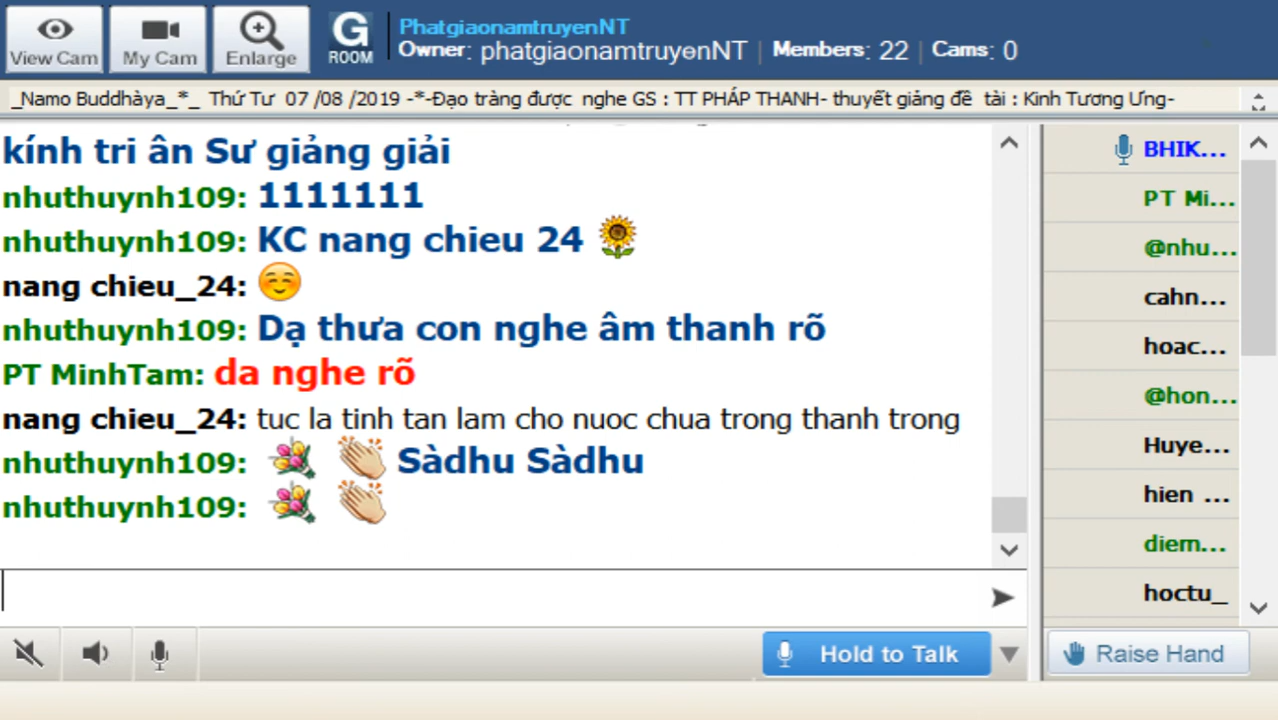 View Cam
My Cam
Enlarge
G
ROOM
PhatgiaonamtruyenNT
Owner: phatgiaonamtruyenNT | Members: 22 | Cams: 0
_Namo Buddhàya_*_ Thứ Tư 07 /08 /2019 -*-Đạo tràng được nghe GS : TT PHÁP THANH- thuyết giảng đề tài : Kinh Tương Ưng-
kính tri ân Sư giảng giải
nhuthuynh109: 1111111
nhuthuynh109: KC nang chieu 24
nang chieu_24:
nhuthuynh109: Dạ thưa con nghe âm thanh rõ
PT MinhTam: da nghe rõ
nang chieu_24: tuc la tinh tan lam cho nuoc chua trong thanh trong
nhuthuynh109: Sàdhu Sàdhu
nhuthuynh109:
BHIK...
PT Mi...
@nhu...
cahn...
hoac...
@hon...
Huye...
hien ...
diem...
hoctu_
Hold to Talk
Raise Hand